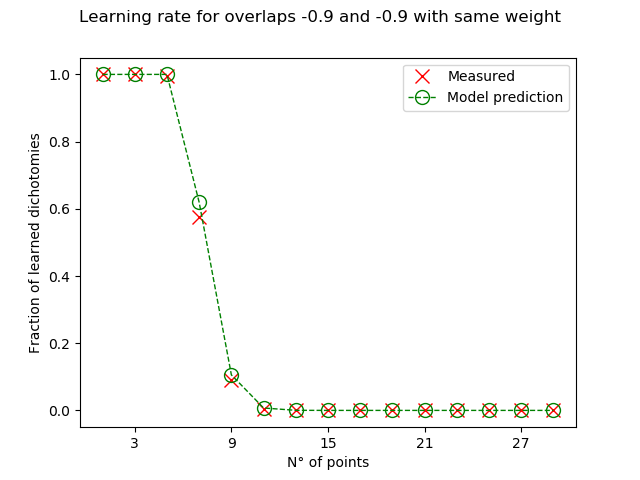 Learning rate for overlaps -0.9 and -0.9 with same weight
Measured
Model prediction
Fraction of learned dichotomies
1.0
0.8
0.6
0.4
0.2
0.0
3 9 15 21 27
N° of points